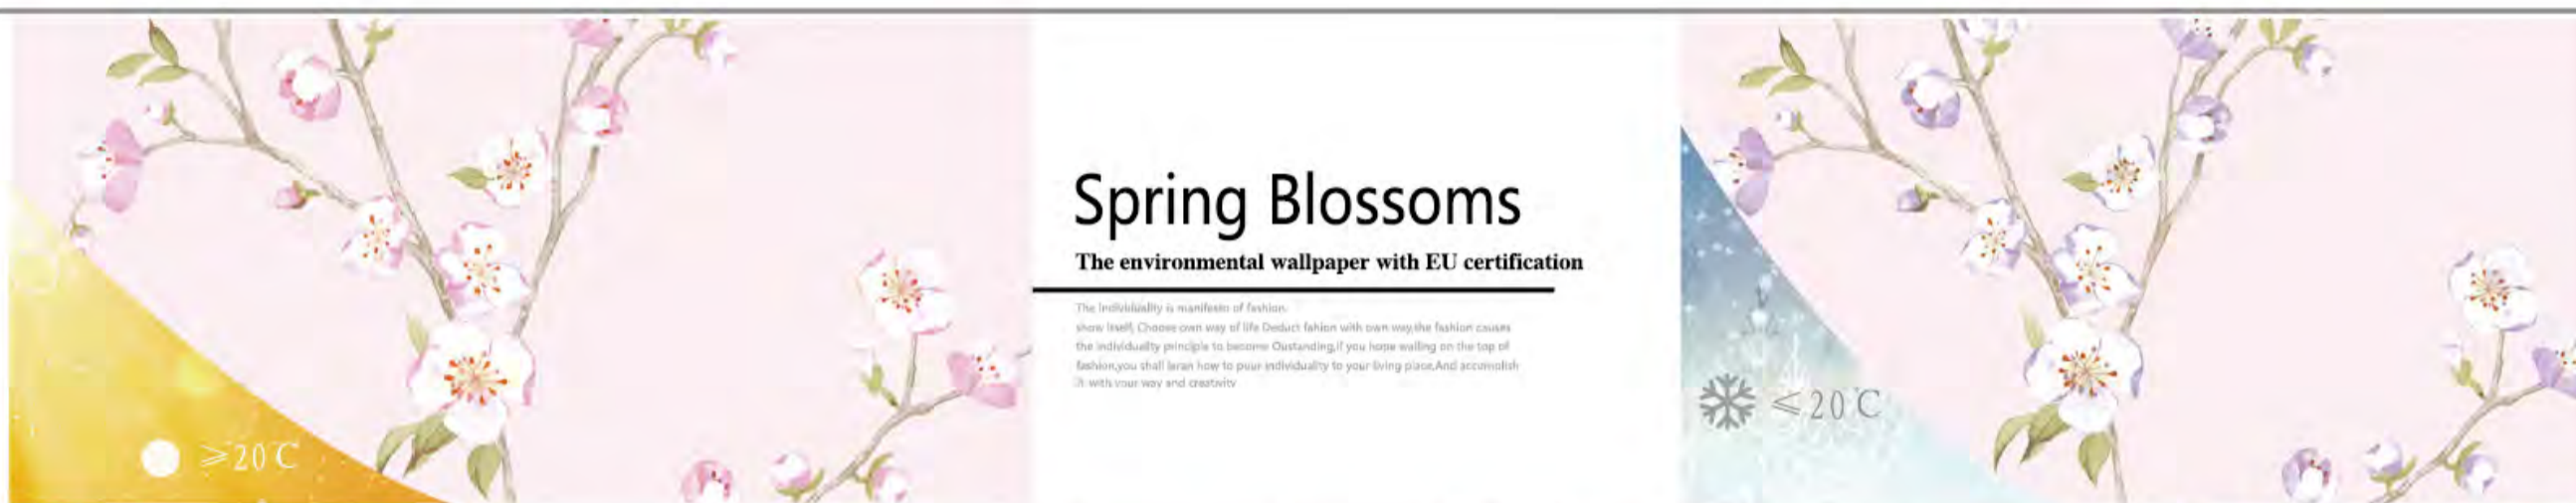 Spring Blossoms
The environmental wallpaper with EU certification
The individuality is manifesto of fashion.
show itself, Choose own way of life Deduct fahion with own way,the fashion causes
the individuality principle to become Oustanding,if you hope walling on the top of
fashion,you shall laran how to pour individuality to your living place,And accomolish
it with your way and creativity
≥20℃
≤20℃